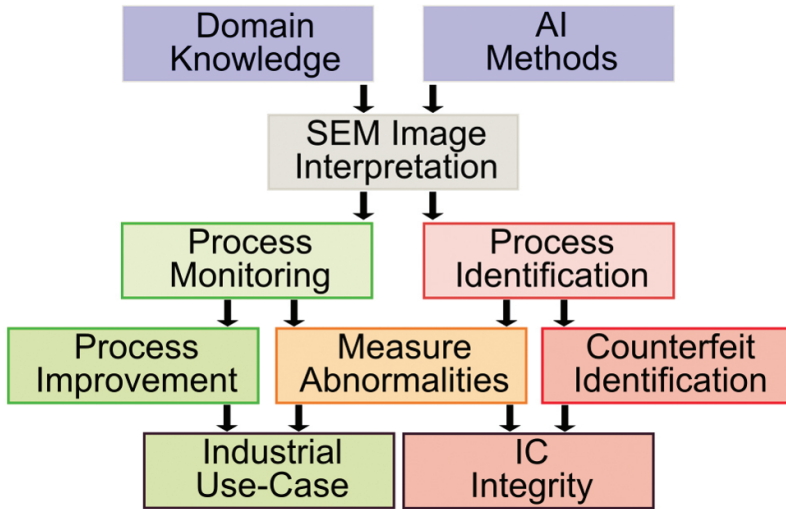 Domain
Knowledge
AI
Methods
SEM Image
Interpretation
Process
Monitoring
Process
Identification
Process
Improvement
Measure
Abnormalities
Counterfeit
Identification
Industrial
Use-Case
IC
Integrity